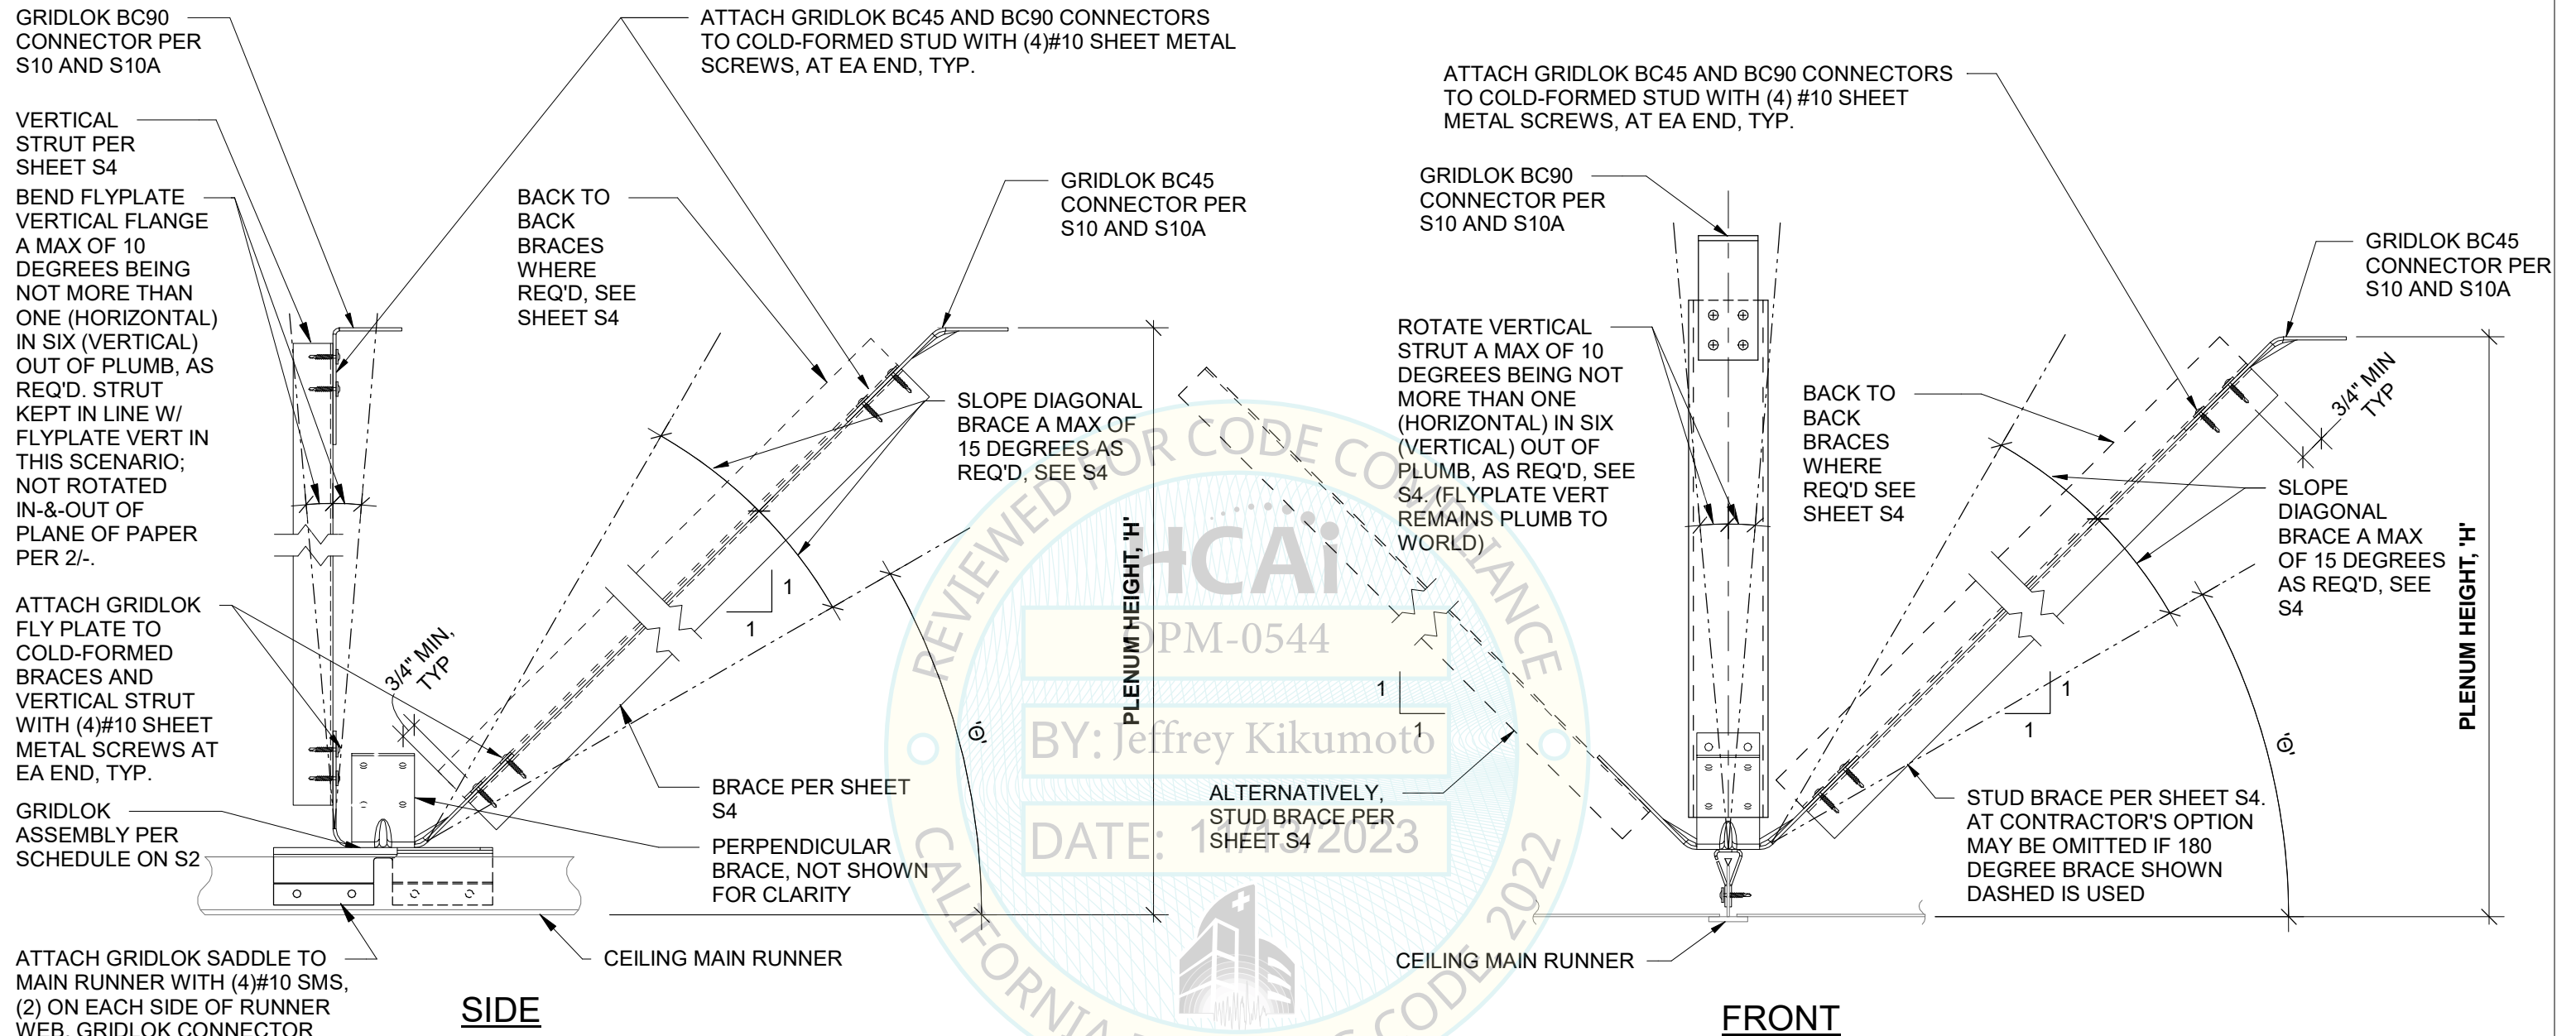 GRIDLOK BC90
CONNECTOR PER
S10 AND S10A
VERTICAL
STRUT PER
SHEET S4
BEND FLYPLATE
VERTICAL FLANGE
A MAX OF 10
DEGREES BEING
NOT MORE THAN
ONE (HORIZONTAL)
IN SIX (VERTICAL)
OUT OF PLUMB, AS
REQ'D. STRUT
KEPT IN LINE W/
FLYPLATE VERT IN
THIS SCENARIO;
NOT ROTATED
IN-&-OUT OF
PLANE OF PAPER
PER 2/-.
ATTACH GRIDLOK
FLY PLATE TO
COLD-FORMED
BRACES AND
VERTICAL STRUT
WITH (4)#10 SHEET
METAL SCREWS AT
EA END, TYP.
GRIDLOK
ASSEMBLY PER
SCHEDULE ON S2
ATTACH GRIDLOK SADDLE TO
MAIN RUNNER WITH (4)#10 SMS,
(2) ON EACH SIDE OF RUNNER
WEB. GRIDLOK CONNECTOR
ATTACH GRIDLOK BC45 AND BC90 CONNECTORS
TO COLD-FORMED STUD WITH (4)#10 SHEET METAL
SCREWS, AT EA END, TYP.
BACK TO
BACK
BRACES
WHERE
REQ'D, SEE
SHEET S4
GRIDLOK BC45
CONNECTOR PER
S10 AND S10A
SLOPE DIAGONAL
BRACE A MAX OF
15 DEGREES AS
REQ'D, SEE S4
1
1
3/4" MIN,
TYP
'Θ'
PLENUM HEIGHT, 'H'
BRACE PER SHEET
S4
PERPENDICULAR
BRACE, NOT SHOWN
FOR CLARITY
CEILING MAIN RUNNER
SIDE
ATTACH GRIDLOK BC45 AND BC90 CONNECTORS
TO COLD-FORMED STUD WITH (4) #10 SHEET
METAL SCREWS, AT EA END, TYP.
GRIDLOK BC90
CONNECTOR PER
S10 AND S10A
GRIDLOK BC45
CONNECTOR PER
S10 AND S10A
ROTATE VERTICAL
STRUT A MAX OF 10
DEGREES BEING NOT
MORE THAN ONE
(HORIZONTAL) IN SIX
(VERTICAL) OUT OF
PLUMB, AS REQ'D, SEE
S4. (FLYPLATE VERT
REMAINS PLUMB TO
WORLD)
BACK TO
BACK
BRACES
WHERE
REQ'D SEE
SHEET S4
3/4" MIN
TYP
SLOPE
DIAGONAL
BRACE A MAX
OF 15 DEGREES
AS REQ'D, SEE
S4
PLENUM HEIGHT, 'H'
1
1
1
1
'Θ'
ALTERNATIVELY,
STUD BRACE PER
SHEET S4
STUD BRACE PER SHEET S4.
AT CONTRACTOR'S OPTION
MAY BE OMITTED IF 180
DEGREE BRACE SHOWN
DASHED IS USED
CEILING MAIN RUNNER
FRONT
REVIEWED FOR CODE COMPLIANCE
HCAi
OPM-0544
BY: Jeffrey Kikumoto
DATE: 11/13/2023
CODE 2022